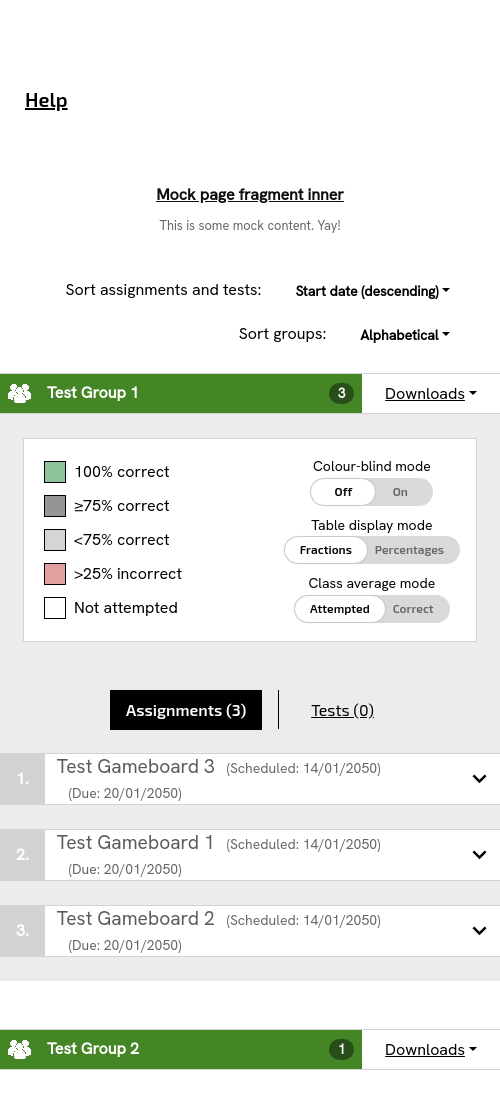 Help
Mock page fragment inner
This is some mock content. Yay!
Sort assignments and tests: Start date (descending)
Sort groups: Alphabetical
Test Group 1 3 Downloads
100% correct
≥75% correct
<75% correct
>25% incorrect
Not attempted
Colour-blind mode
Off On
Table display mode
Fractions Percentages
Class average mode
Attempted Correct
Assignments (3) Tests (0)
1. Test Gameboard 3 (Scheduled: 14/01/2050)
(Due: 20/01/2050)
2. Test Gameboard 1 (Scheduled: 14/01/2050)
(Due: 20/01/2050)
3. Test Gameboard 2 (Scheduled: 14/01/2050)
(Due: 20/01/2050)
Test Group 2 1 Downloads